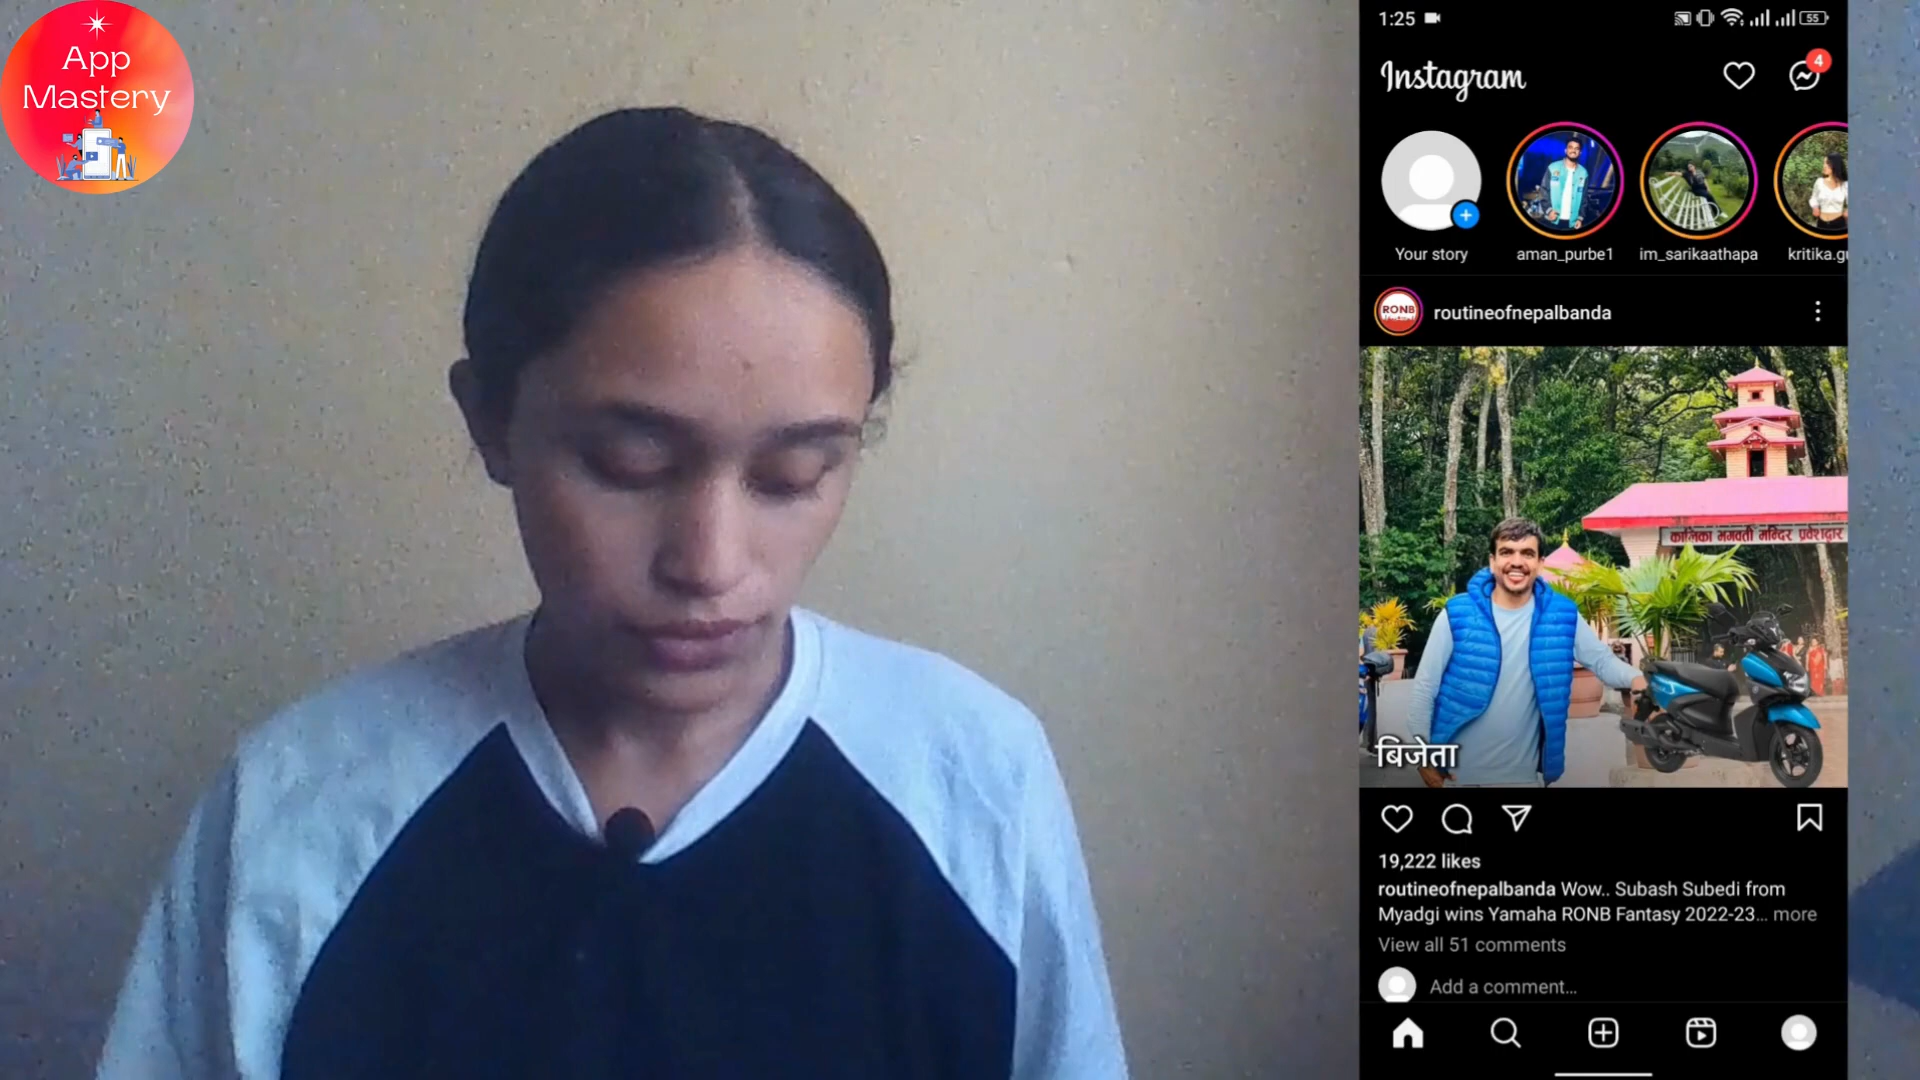 App
Mastery
1:25
55
Instagram
4
Your story
aman_purbe1
im_sarikaathapa
kritika.gu
RONB
routineofnepalbanda
कालिका भगवती मन्दिर प्रवेशद्वार
बिजेता
19,222 likes
routineofnepalbanda Wow.. Subash Subedi from
Myadgi wins Yamaha RONB Fantasy 2022-23... more
View all 51 comments
Add a comment...